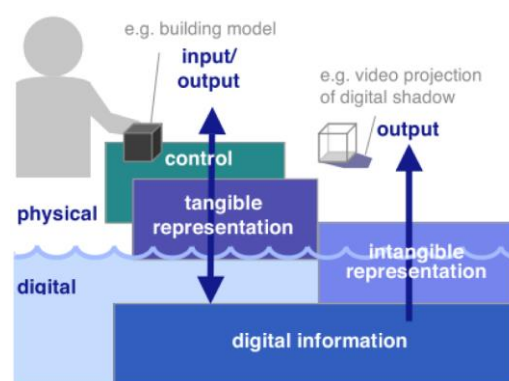 e.g. building model
input/
output
e.g. video projection
of digital shadow
output
control
tangible
representation
physical
intangible
representation
digital
digital information